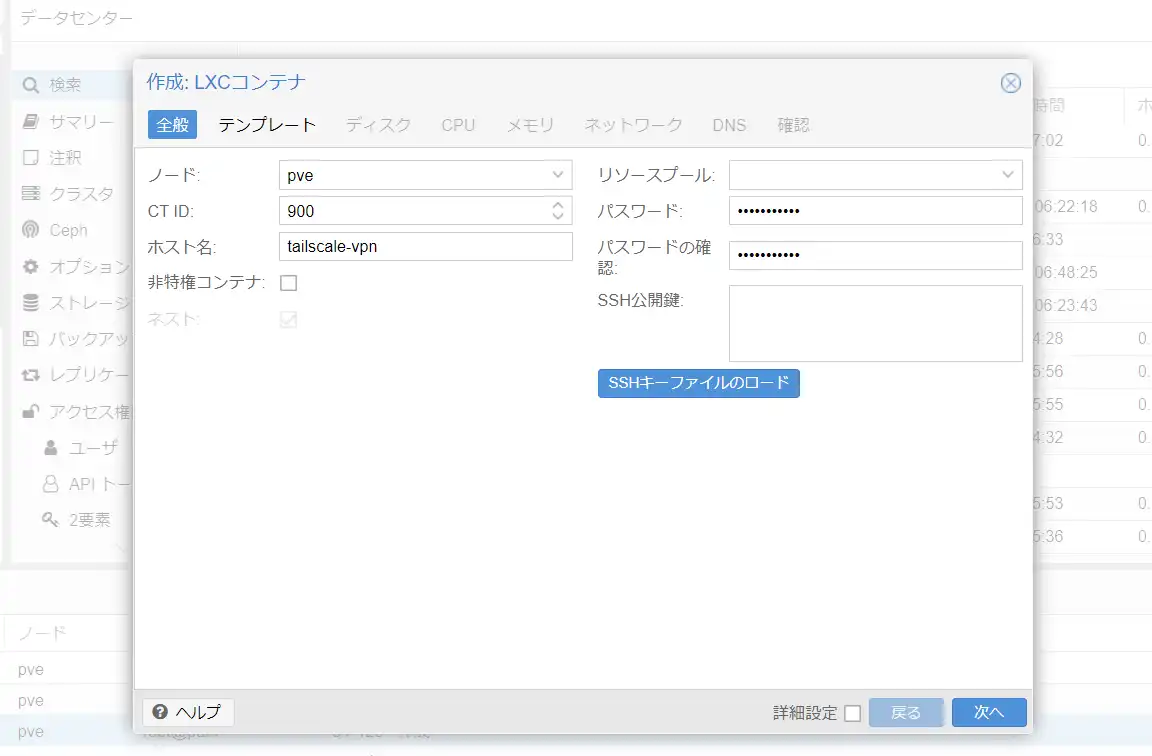 データセンター
作成: LXCコンテナ
全般 テンプレート ディスク CPU メモリ ネットワーク DNS 確認
検索
サマリー
注釈
クラスタ
Ceph
オプション
ストレージ
バックアッ
レプリケー
アクセス権
ユーザ
API トー
2要素
ノード: pve
CT ID: 900
ホスト名: tailscale-vpn
非特権コンテナ:
ネスト:
リソースプール:
パスワード: •••••••••••
パスワードの確
認: •••••••••••
SSH公開鍵:
SSHキーファイルのロード
時間
7:02 0.
06:22:18 0.
6:33
06:48:25
06:23:43
4:28 0.
5:56 0.
5:55 0.
4:32 0.
5:53 0.
5:36 0.
ノード
pve
pve
pve
ヘルプ 詳細設定 戻る 次へ